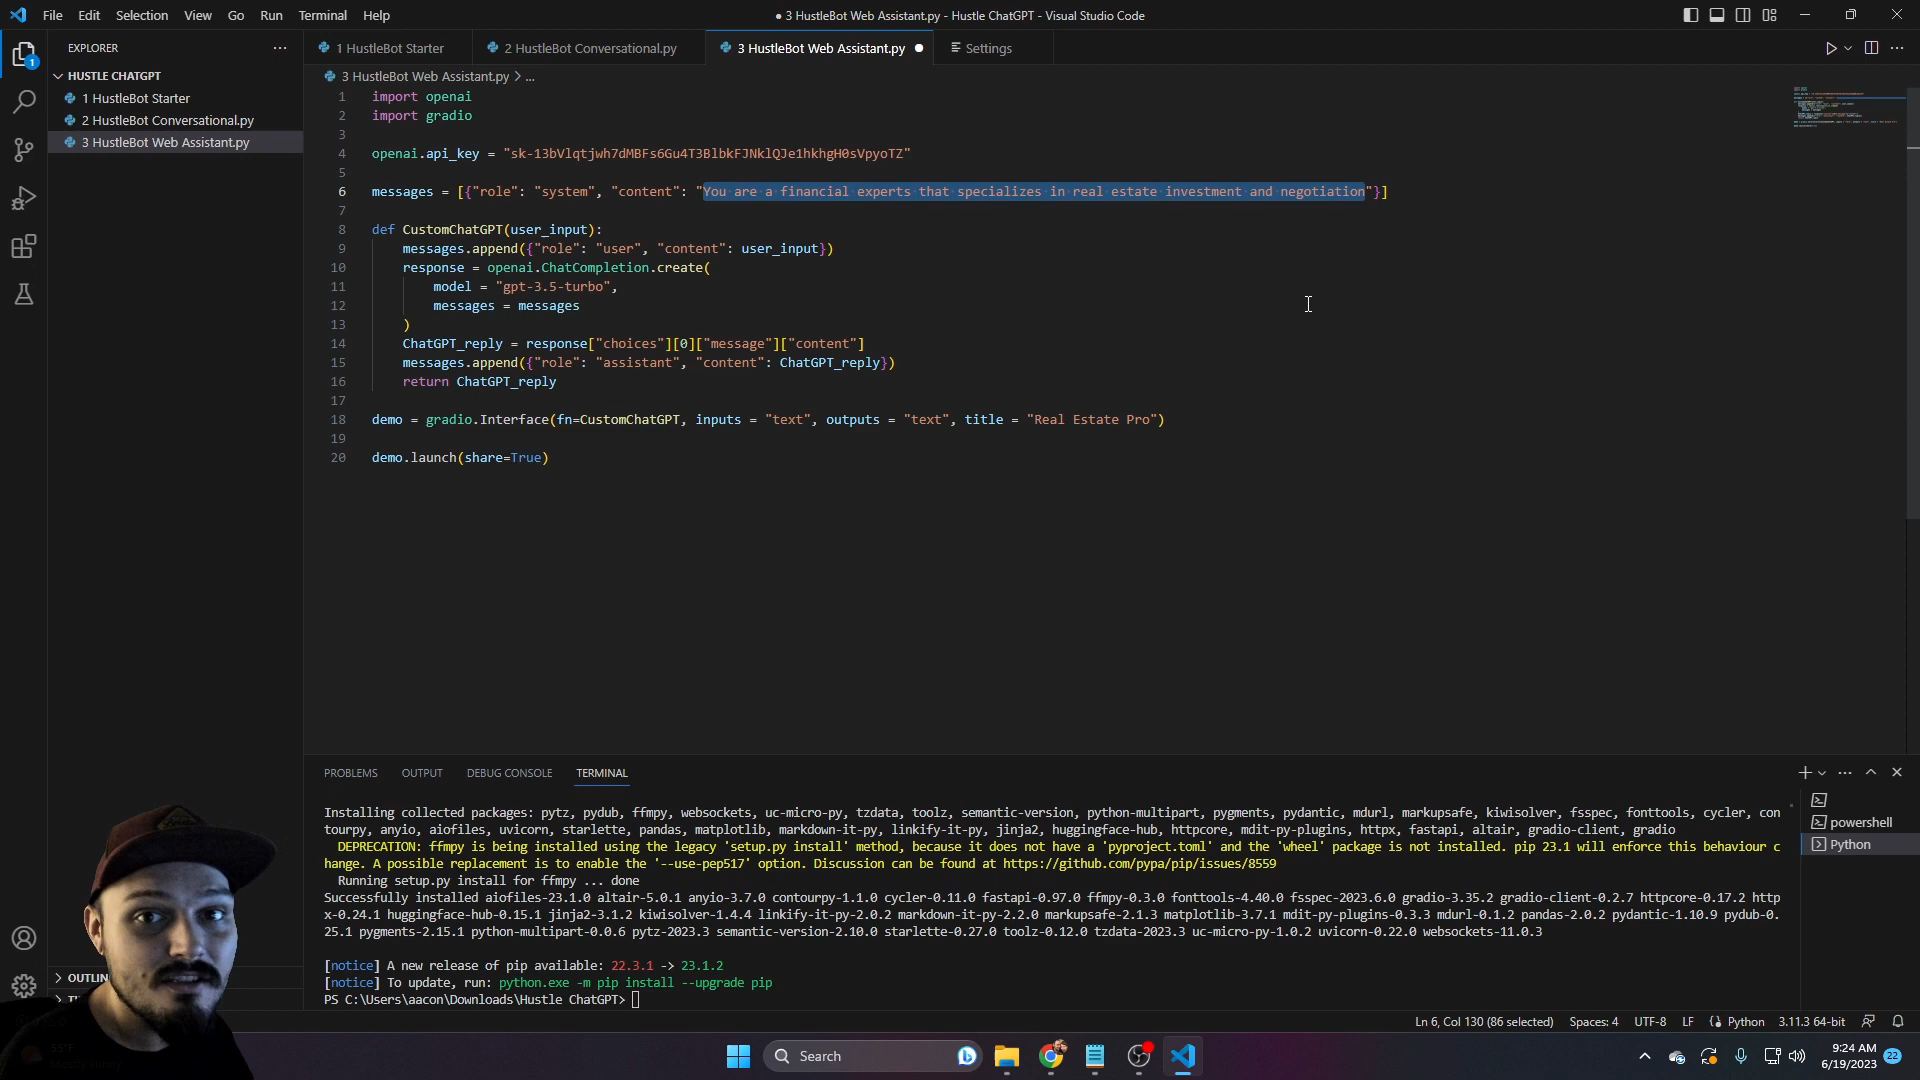 File Edit Selection View Go Run Terminal Help
● 3 HustleBot Web Assistant.py - Hustle ChatGPT - Visual Studio Code
EXPLORER
1 HustleBot Starter
2 HustleBot Conversational.py
3 HustleBot Web Assistant.py ●
Settings
1
HUSTLE CHATGPT
1 HustleBot Starter
2 HustleBot Conversational.py
3 HustleBot Web Assistant.py
3 HustleBot Web Assistant.py > ...
1 import openai
2 import gradio
3
4 openai.api_key = "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"
5
6 messages = [{"role": "system", "content": "You are a financial experts that specializes in real estate investment and negotiation"}]
7
8 def CustomChatGPT(user_input):
9 messages.append({"role": "user", "content": user_input})
10 response = openai.ChatCompletion.create(
11 model = "gpt-3.5-turbo",
12 messages = messages
13 )
14 ChatGPT_reply = response["choices"][0]["message"]["content"]
15 messages.append({"role": "assistant", "content": ChatGPT_reply})
16 return ChatGPT_reply
17
18 demo = gradio.Interface(fn=CustomChatGPT, inputs = "text", outputs = "text", title = "Real Estate Pro")
19
20 demo.launch(share=True)
PROBLEMS OUTPUT DEBUG CONSOLE TERMINAL
powershell
Python
Installing collected packages: pytz, pydub, ffmpy, websockets, uc-micro-py, tzdata, toolz, semantic-version, python-multipart, pygments, pydantic, mdurl, markupsafe, kiwisolver, fsspec, fonttools, cycler, con
tourpy, anyio, aiofiles, uvicorn, starlette, pandas, matplotlib, markdown-it-py, linkify-it-py, jinja2, huggingface-hub, httpcore, mdit-py-plugins, httpx, fastapi, altair, gradio-client, gradio
DEPRECATION: ffmpy is being installed using the legacy 'setup.py install' method, because it does not have a 'pyproject.toml' and the 'wheel' package is not installed. pip 23.1 will enforce this behaviour c
hange. A possible replacement is to enable the '--use-pep517' option. Discussion can be found at https://github.com/pypa/pip/issues/8559
Running setup.py install for ffmpy ... done
Successfully installed aiofiles-23.1.0 altair-5.0.1 anyio-3.7.0 contourpy-1.1.0 cycler-0.11.0 fastapi-0.97.0 ffmpy-0.3.0 fonttools-4.40.0 fsspec-2023.6.0 gradio-3.35.2 gradio-client-0.2.7 httpcore-0.17.2 http
x-0.24.1 huggingface-hub-0.15.1 jinja2-3.1.2 kiwisolver-1.4.4 linkify-it-py-2.0.2 markdown-it-py-2.2.0 markupsafe-2.1.3 matplotlib-3.7.1 mdit-py-plugins-0.3.3 mdurl-0.1.2 pandas-2.0.2 pydantic-1.10.9 pydub-0.
25.1 pygments-2.15.1 python-multipart-0.0.6 pytz-2023.3 semantic-version-2.10.0 starlette-0.27.0 toolz-0.12.0 tzdata-2023.3 uc-micro-py-1.0.2 uvicorn-0.22.0 websockets-11.0.3
[notice] A new release of pip available: 22.3.1 -> 23.1.2
[notice] To update, run: python.exe -m pip install --upgrade pip
PS C:\Users\aacon\Downloads\Hustle ChatGPT>
OUTLIN
Ln 6, Col 130 (86 selected) Spaces: 4 UTF-8 LF Python 3.11.3 64-bit
Search
9:24 AM
6/19/2023
22